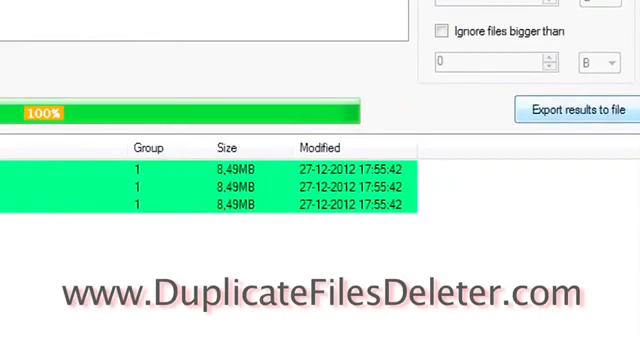 Ignore files bigger than
0 B
100% Export results to file
Group Size Modified
1 8,49MB 27-12-2012 17:55:42
1 8,49MB 27-12-2012 17:55:42
1 8,49MB 27-12-2012 17:55:42
www.DuplicateFilesDeleter.com